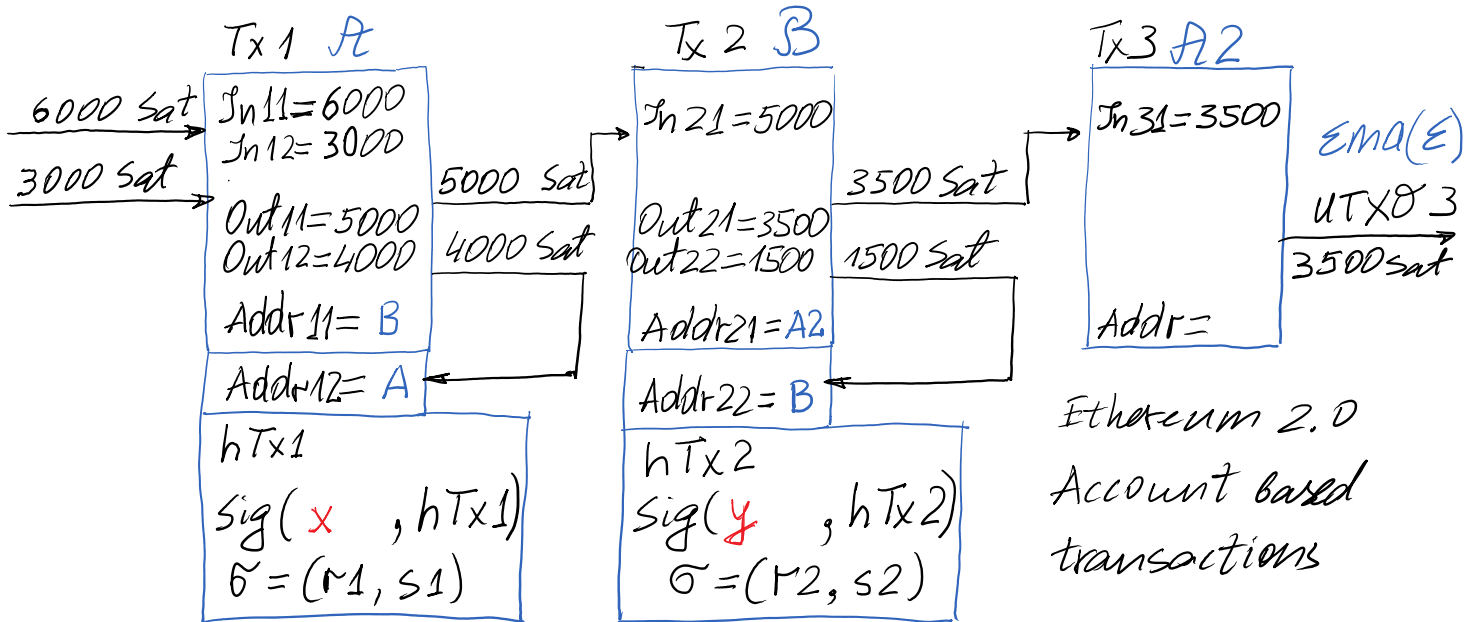 Tx 1 A
6000 Sat
3000 Sat
In11=6000
In12=3000
Out11=5000
Out12=4000
Addr11= B
Addr12= A
hTx1
Sig( x , hTx1)
σ=(r1, s1)
5000 Sat
4000 Sat
Tx 2 B
In21=5000
Out21=3500
Out22=1500
Addr21=A2
Addr22= B
hTx2
Sig( y , hTx2)
σ=(r2, s2)
3500 Sat
1500 Sat
Tx3 A2
In31=3500
Addr=
Ema(E)
UTXO 3
3500 Sat
Ethereum 2.0
Account based
transactions